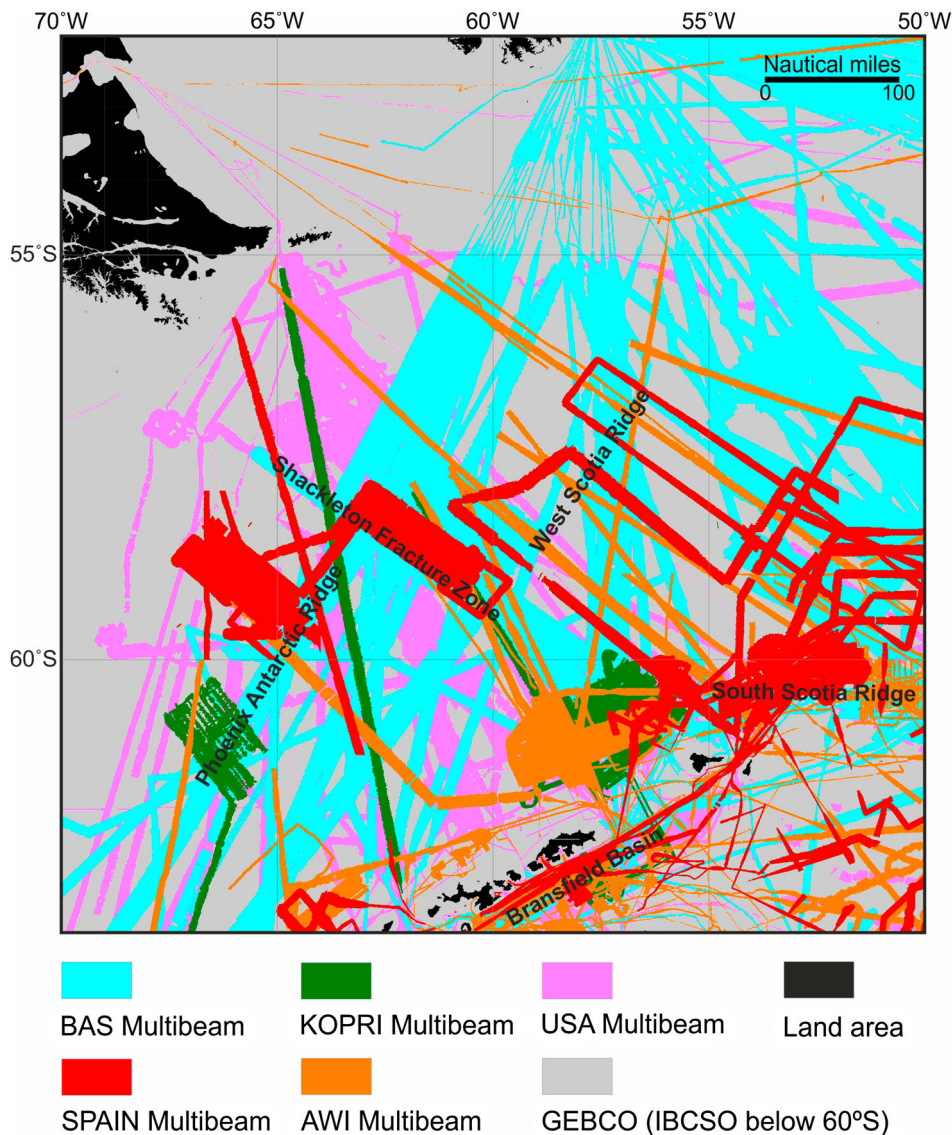 70°W 65°W 60°W 55°W 50°W
Nautical miles
0 100
55°S
West Scotia Ridge
Shackleton Fracture Zone
Phoenix Antarctic Ridge
60°S
South Scotia Ridge
Bransfield Basin
BAS Multibeam KOPRI Multibeam USA Multibeam Land area
SPAIN Multibeam AWI Multibeam GEBCO (IBCSO below 60ºS)